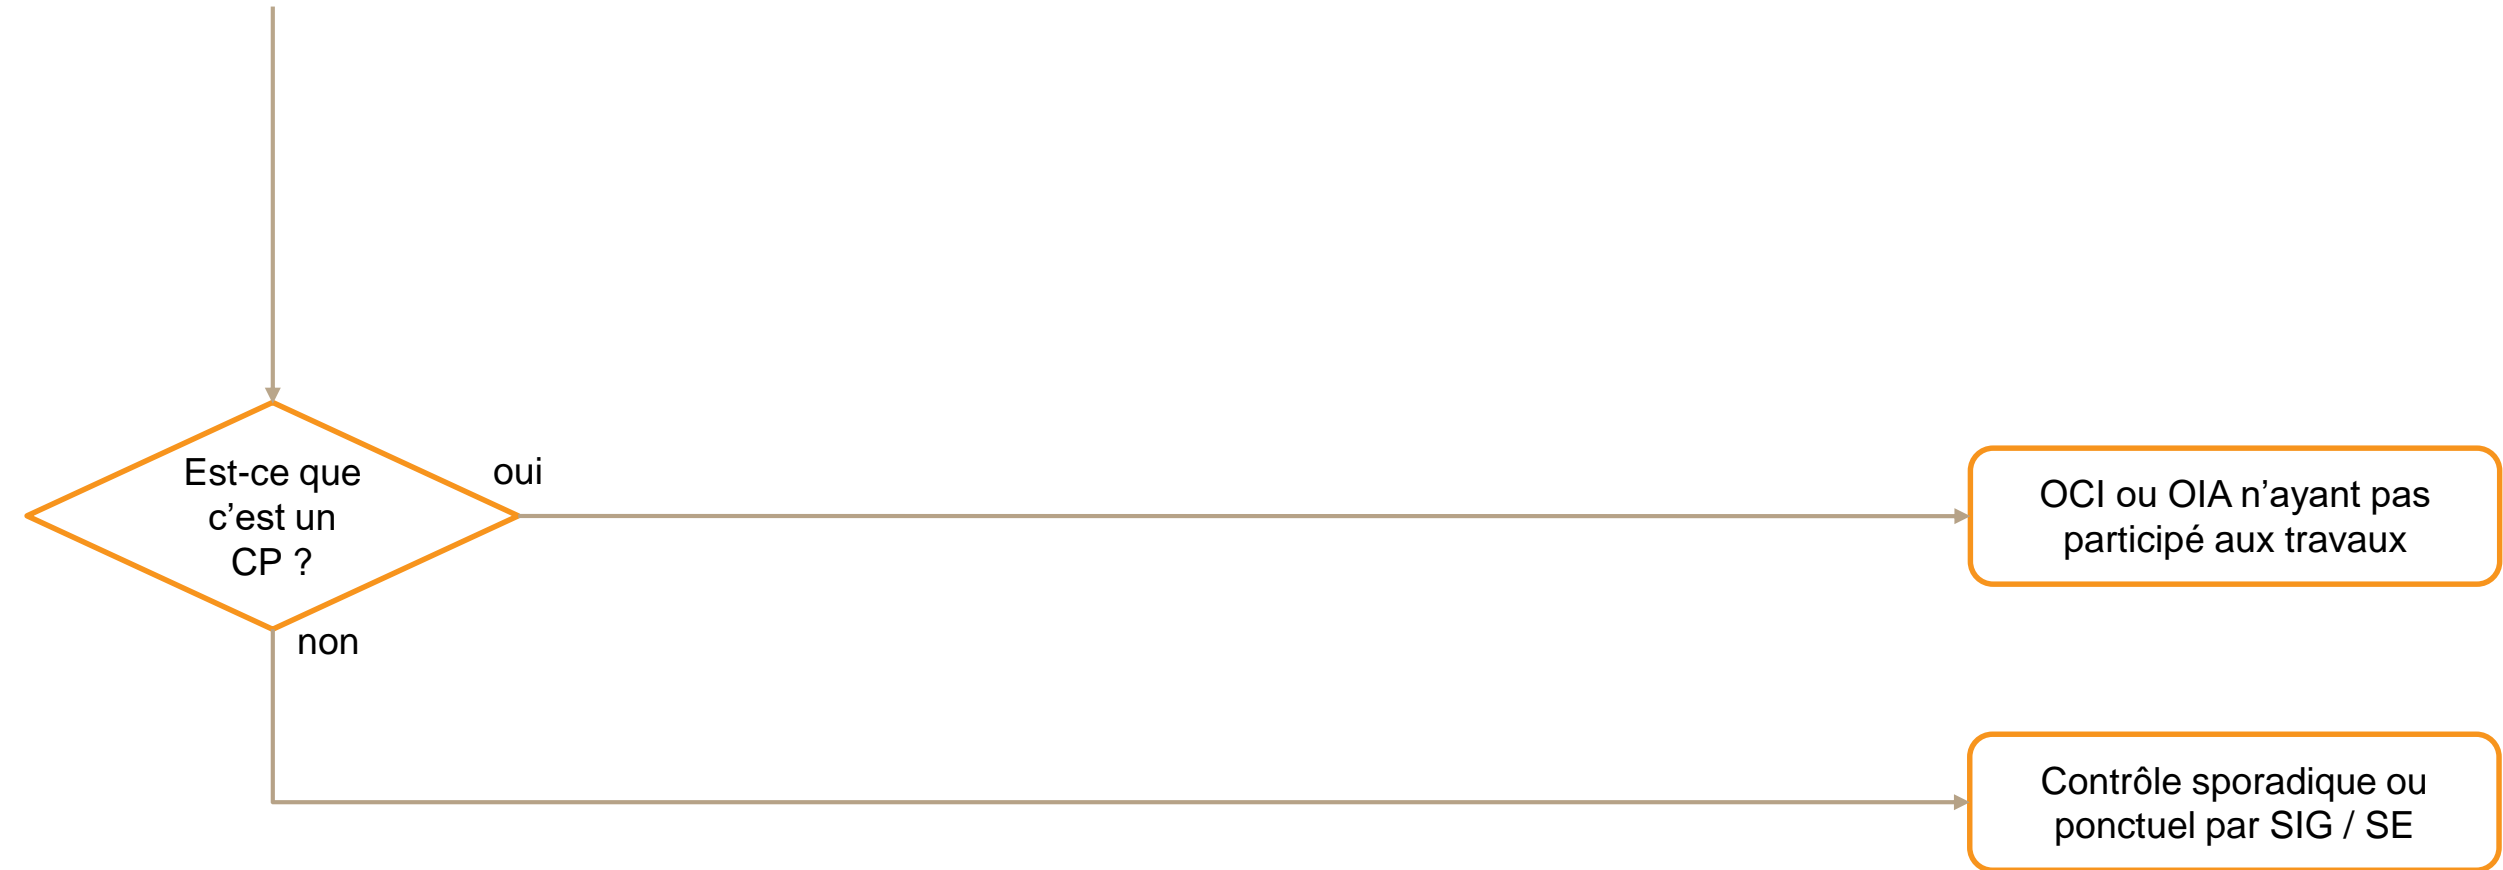 Est-ce que
c’est un
CP ?
oui
OCI ou OIA n’ayant pas
participé aux travaux
non
Contrôle sporadique ou
ponctuel par SIG / SE